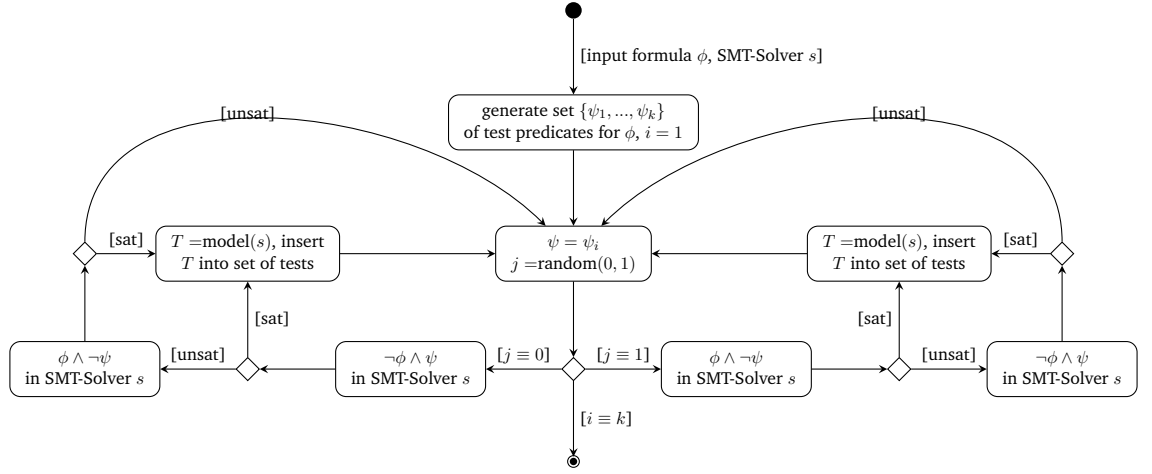 [input formula ϕ, SMT-Solver s]
generate set {ψ₁, ..., ψₖ}
of test predicates for ϕ, i = 1
[unsat]
[unsat]
[sat]
T =model(s), insert
T into set of tests
ψ = ψᵢ
j =random(0, 1)
T =model(s), insert
T into set of tests
[sat]
[sat]
[sat]
ϕ ∧ ¬ψ
in SMT-Solver s
[unsat]
¬ϕ ∧ ψ
in SMT-Solver s
[j ≡ 0]
[j ≡ 1]
ϕ ∧ ¬ψ
in SMT-Solver s
[unsat]
¬ϕ ∧ ψ
in SMT-Solver s
[i ≡ k]